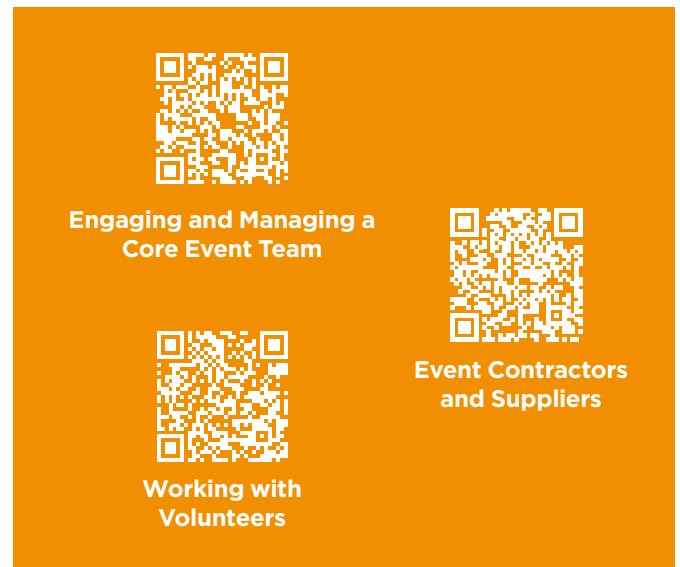 Engaging and Managing a
Core Event Team
Event Contractors
and Suppliers
Working with
Volunteers